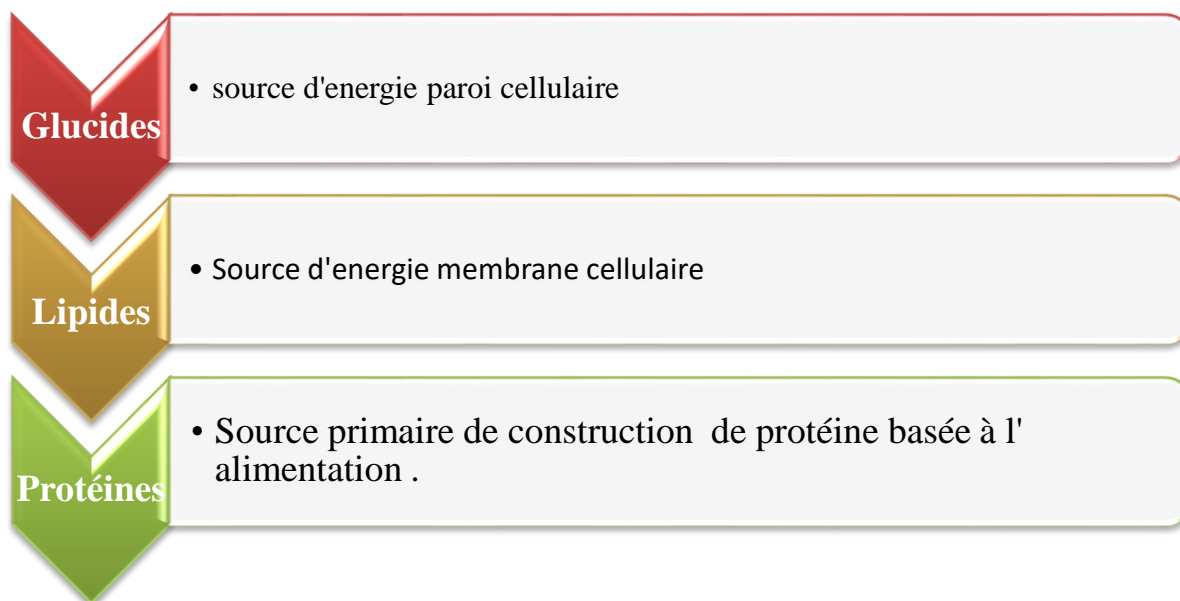 Glucides
• source d'energie paroi cellulaire
Lipides
• Source d'energie membrane cellulaire
Protéines
• Source primaire de construction de protéine basée à l'
alimentation .